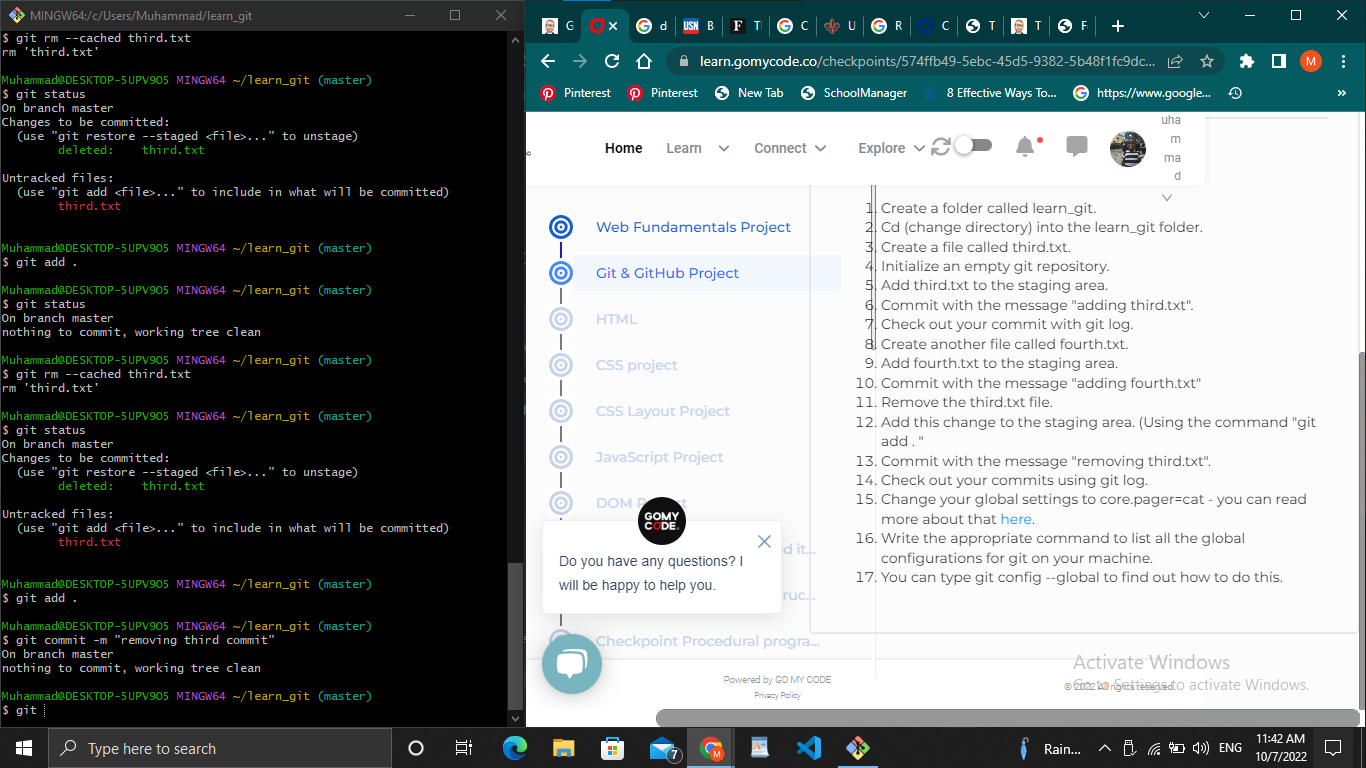 MINGW64:/c/Users/Muhammad/learn_git
$ git rm --cached third.txt
rm 'third.txt'
Muhammad@DESKTOP-5UPV9O5 MINGW64 ~/learn_git (master)
$ git status
On branch master
Changes to be committed:
(use "git restore --staged <file>..." to unstage)
deleted: third.txt
Untracked files:
(use "git add <file>..." to include in what will be committed)
third.txt
Muhammad@DESKTOP-5UPV9O5 MINGW64 ~/learn_git (master)
$ git add .
Muhammad@DESKTOP-5UPV9O5 MINGW64 ~/learn_git (master)
$ git status
On branch master
nothing to commit, working tree clean
Muhammad@DESKTOP-5UPV9O5 MINGW64 ~/learn_git (master)
$ git rm --cached third.txt
rm 'third.txt'
Muhammad@DESKTOP-5UPV9O5 MINGW64 ~/learn_git (master)
$ git status
On branch master
Changes to be committed:
(use "git restore --staged <file>..." to unstage)
deleted: third.txt
Untracked files:
(use "git add <file>..." to include in what will be committed)
third.txt
Muhammad@DESKTOP-5UPV9O5 MINGW64 ~/learn_git (master)
$ git add .
Muhammad@DESKTOP-5UPV9O5 MINGW64 ~/learn_git (master)
$ git commit -m "removing third commit"
On branch master
nothing to commit, working tree clean
Muhammad@DESKTOP-5UPV9O5 MINGW64 ~/learn_git (master)
$ git
G d USN B F C U R C T T F
learn.gomycode.co/checkpoints/574ffb49-5ebc-45d5-9382-5b48f1fc9dc... M
Pinterest Pinterest New Tab SchoolManager 8 Effective Ways To... https://www.google... »
Home Learn Connect Explore
uha
m
ma
d
Web Fundamentals Project
Git & GitHub Project
HTML
CSS project
CSS Layout Project
JavaScript Project
DOM
d it...
ruc...
Checkpoint Procedural progra...
GOMY
CODE
Do you have any questions? I
will be happy to help you.
1. Create a folder called learn_git.
2. Cd (change directory) into the learn_git folder.
3. Create a file called third.txt.
4. Initialize an empty git repository.
5. Add third.txt to the staging area.
6. Commit with the message "adding third.txt".
7. Check out your commit with git log.
8. Create another file called fourth.txt.
9. Add fourth.txt to the staging area.
10. Commit with the message "adding fourth.txt"
11. Remove the third.txt file.
12. Add this change to the staging area. (Using the command "git
add . "
13. Commit with the message "removing third.txt".
14. Check out your commits using git log.
15. Change your global settings to core.pager=cat - you can read
more about that here.
16. Write the appropriate command to list all the global
configurations for git on your machine.
17. You can type git config --global to find out how to do this.
Powered by GO MY CODE
Privacy Policy
© 2022 All rights reserved.
Activate Windows
Go to Settings to activate Windows.
Type here to search
7
M
Rain...
ENG
11:42 AM
10/7/2022